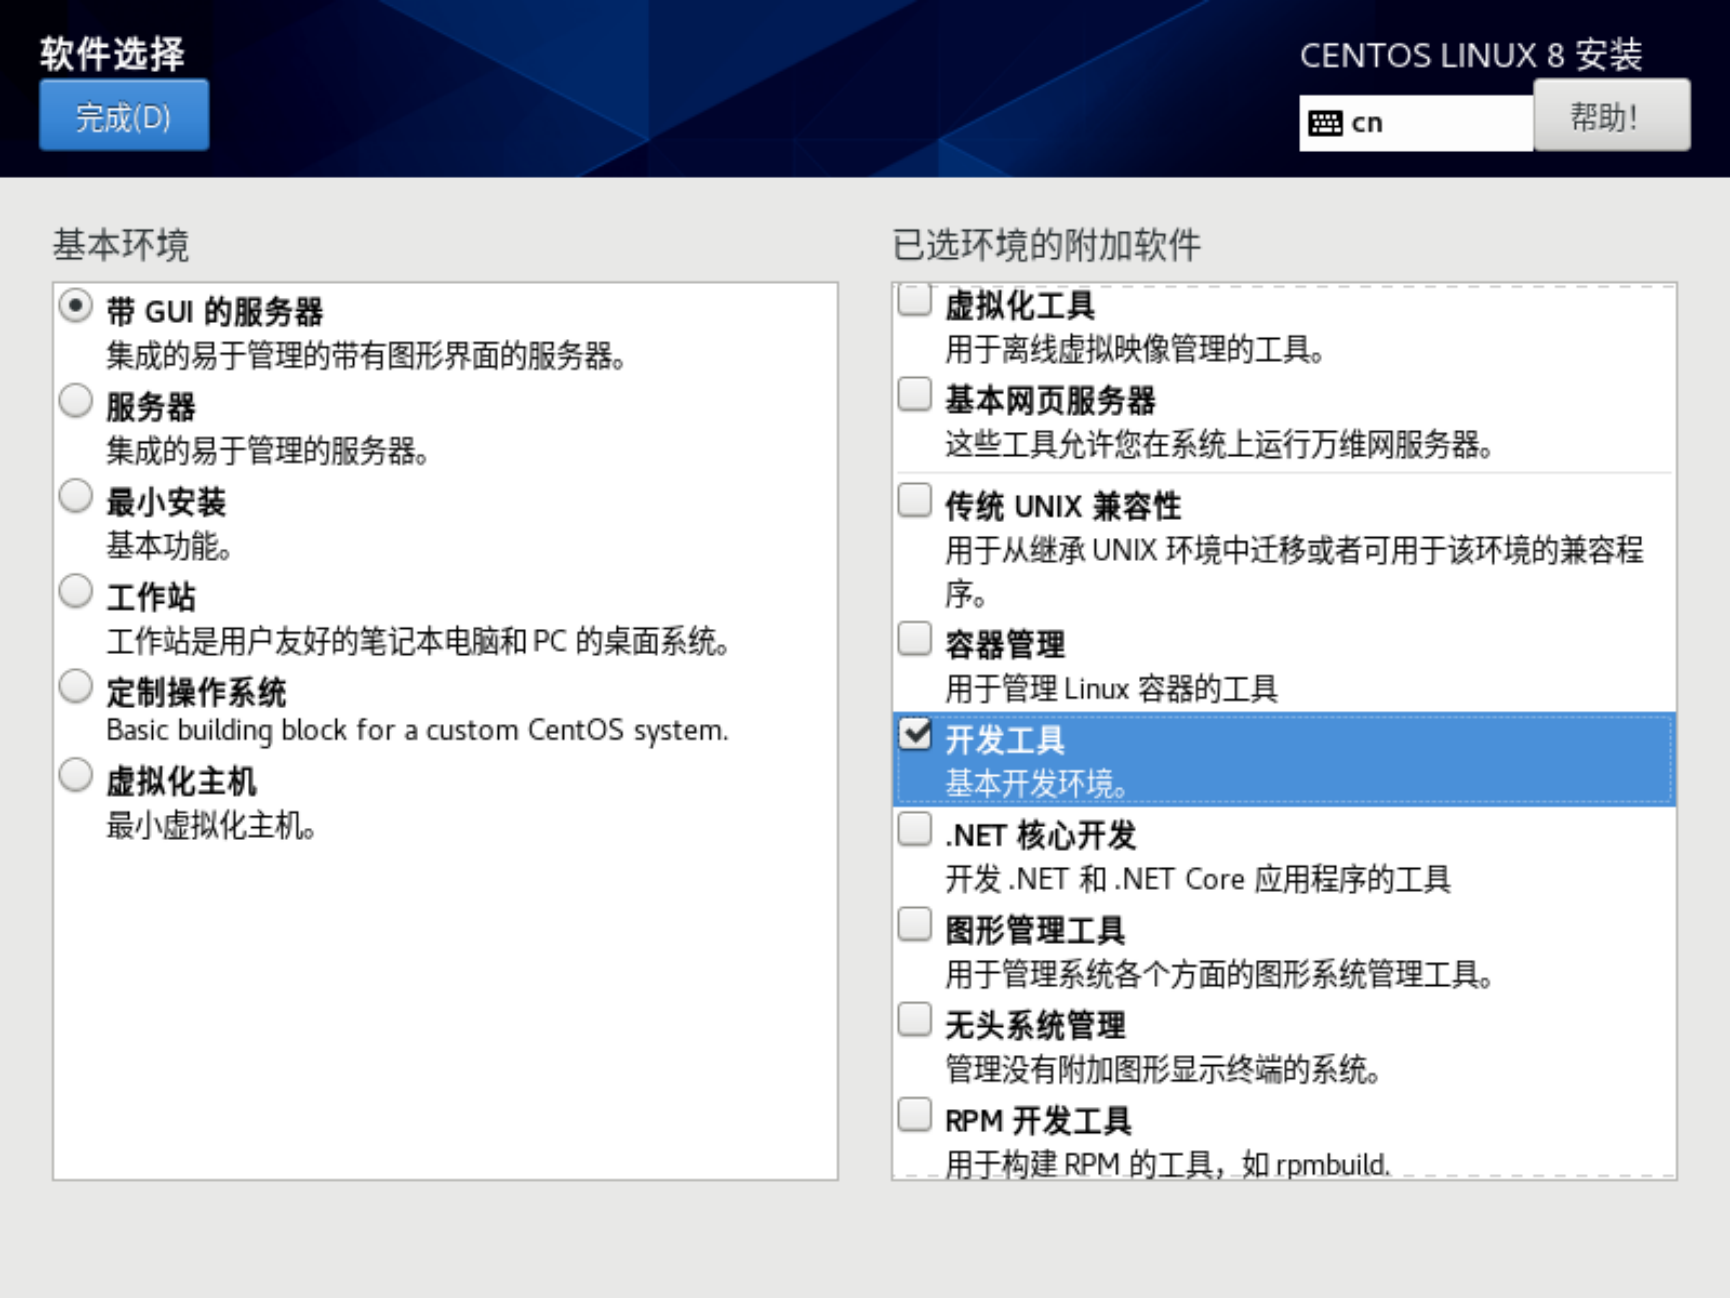 软件选择
完成(D)
CENTOS LINUX 8 安装
cn
帮助！
基本环境
带 GUI 的服务器
集成的易于管理的带有图形界面的服务器。
服务器
集成的易于管理的服务器。
最小安装
基本功能。
工作站
工作站是用户友好的笔记本电脑和 PC 的桌面系统。
定制操作系统
Basic building block for a custom CentOS system.
虚拟化主机
最小虚拟化主机。
已选环境的附加软件
虚拟化工具
用于离线虚拟映像管理的工具。
基本网页服务器
这些工具允许您在系统上运行万维网服务器。
传统 UNIX 兼容性
用于从继承 UNIX 环境中迁移或者可用于该环境的兼容程
序。
容器管理
用于管理 Linux 容器的工具
开发工具
基本开发环境。
.NET 核心开发
开发 .NET 和 .NET Core 应用程序的工具
图形管理工具
用于管理系统各个方面的图形系统管理工具。
无头系统管理
管理没有附加图形显示终端的系统。
RPM 开发工具
用于构建 RPM 的工具，如 rpmbuild.